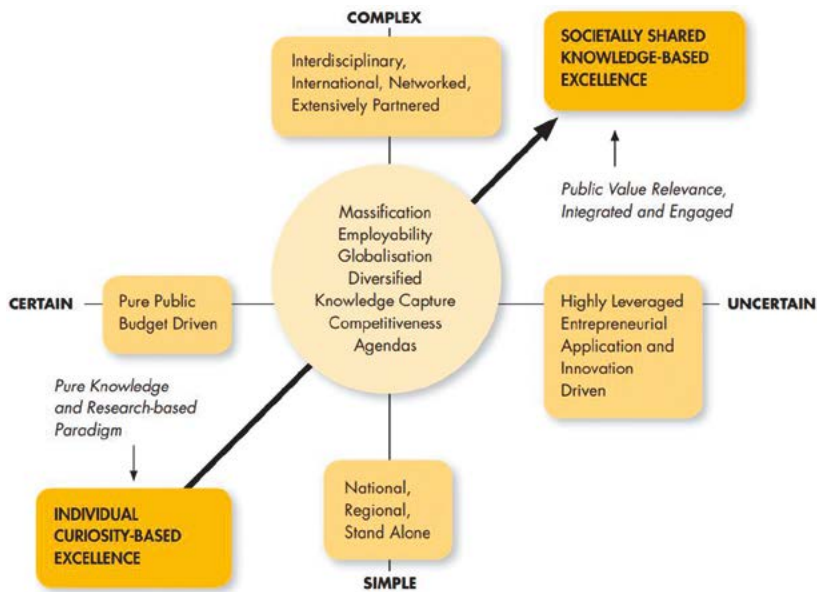 COMPLEX
Interdisciplinary,
International, Networked,
Extensively Partnered
SOCIETALLY SHARED
KNOWLEDGE-BASED
EXCELLENCE
Public Value Relevance,
Integrated and Engaged
Massification
Employability
Globalisation
Diversified
Knowledge Capture
Competitiveness
Agendas
CERTAIN
Pure Public
Budget Driven
Highly Leveraged
Entrepreneurial
Application and
Innovation
Driven
UNCERTAIN
Pure Knowledge
and Research-based
Paradigm
INDIVIDUAL
CURIOSITY-BASED
EXCELLENCE
National,
Regional,
Stand Alone
SIMPLE